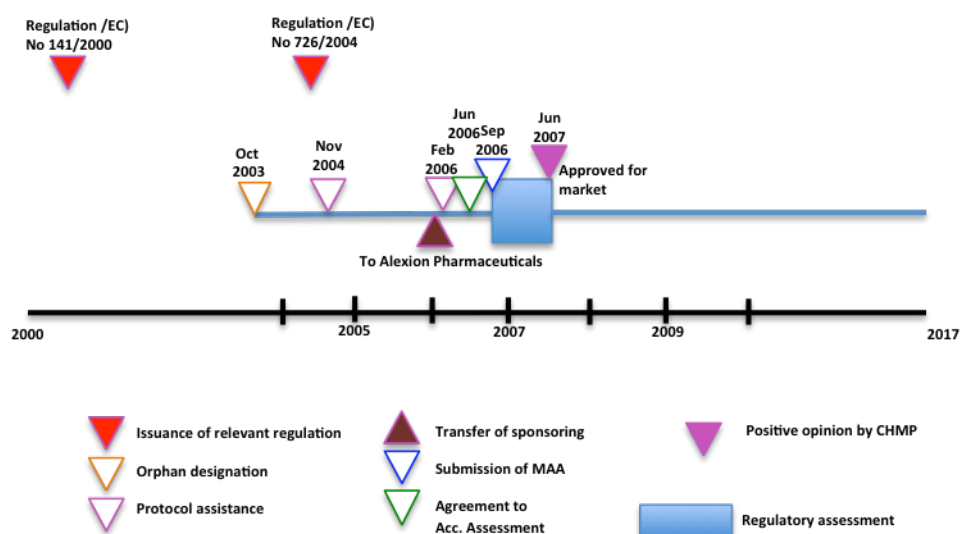 Regulation /EC)
No 141/2000
Regulation /EC)
No 726/2004
Oct
2003
Nov
2004
Feb
2006
Jun
2006
Sep
2006
Jun
2007
Approved for
market
To Alexion Pharmaceuticals
2000
2005
2007
2009
2017
Issuance of relevant regulation
Orphan designation
Protocol assistance
Transfer of sponsoring
Submission of MAA
Agreement to
Acc. Assessment
Positive opinion by CHMP
Regulatory assessment